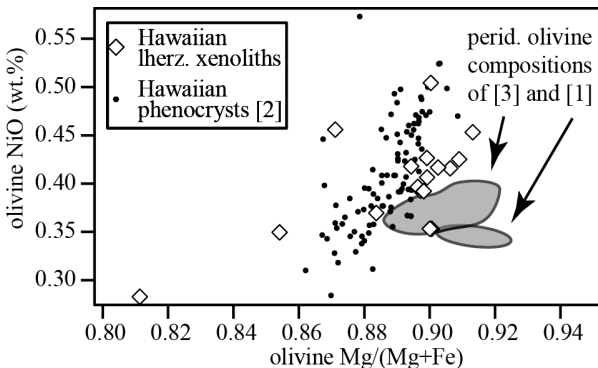 0.55
0.50
0.45
0.40
0.35
0.30
olivine NiO (wt.%)
Hawaiian
lherz. xenoliths
Hawaiian
phenocrysts [2]
perid. olivine
compositions
of [3] and [1]
0.80 0.82 0.84 0.86 0.88 0.90 0.92 0.94
olivine Mg/(Mg+Fe)